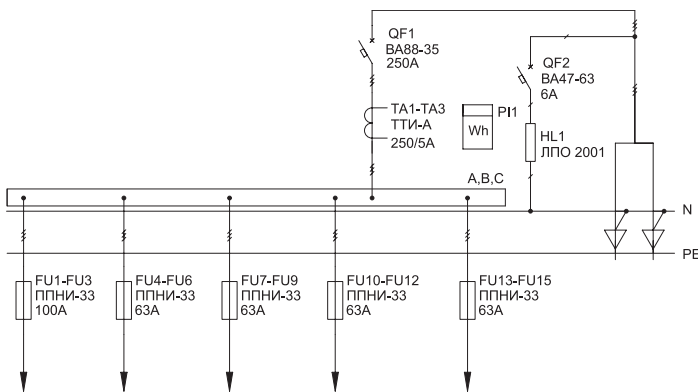 QF1
ВА88-35
250А
QF2
ВА47-63
6А
ТА1-ТА3
ТТИ-А
250/5А
PI1
Wh
HL1
ЛПО 2001
A,B,C
N
PE
FU1-FU3
ППНИ-33
100А
FU4-FU6
ППНИ-33
63А
FU7-FU9
ППНИ-33
63А
FU10-FU12
ППНИ-33
63А
FU13-FU15
ППНИ-33
63А